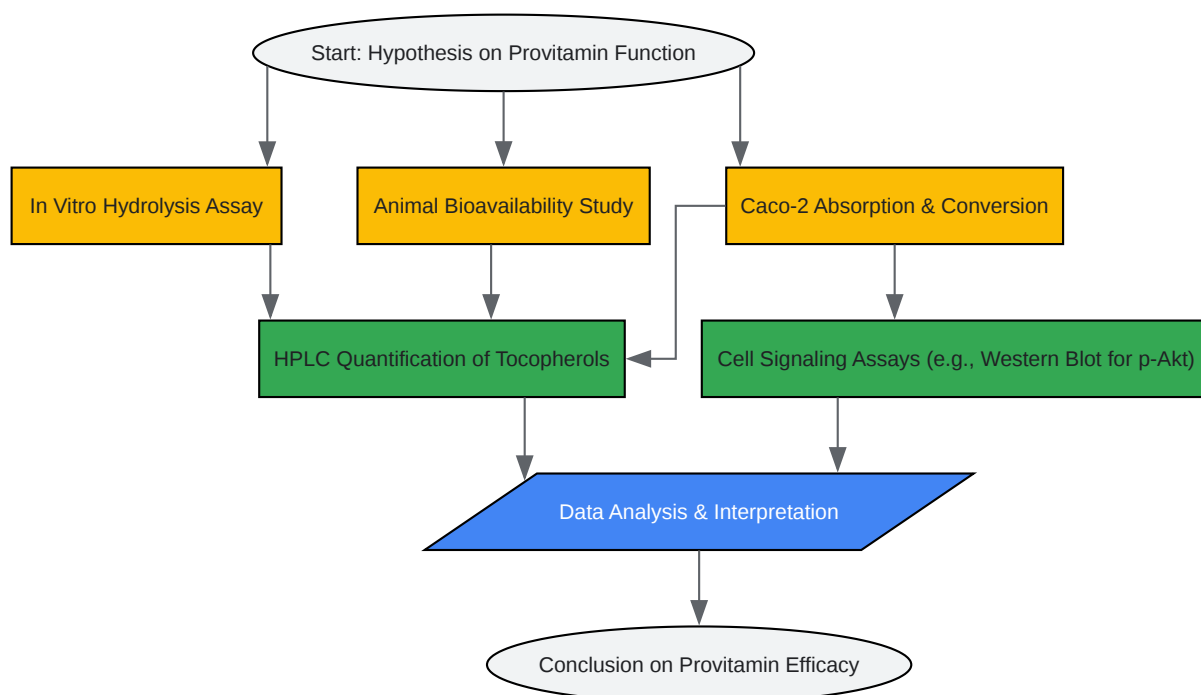 Start: Hypothesis on Provitamin Function
In Vitro Hydrolysis Assay
Animal Bioavailability Study
Caco-2 Absorption & Conversion
HPLC Quantification of Tocopherols
Cell Signaling Assays (e.g., Western Blot for p-Akt)
Data Analysis & Interpretation
Conclusion on Provitamin Efficacy